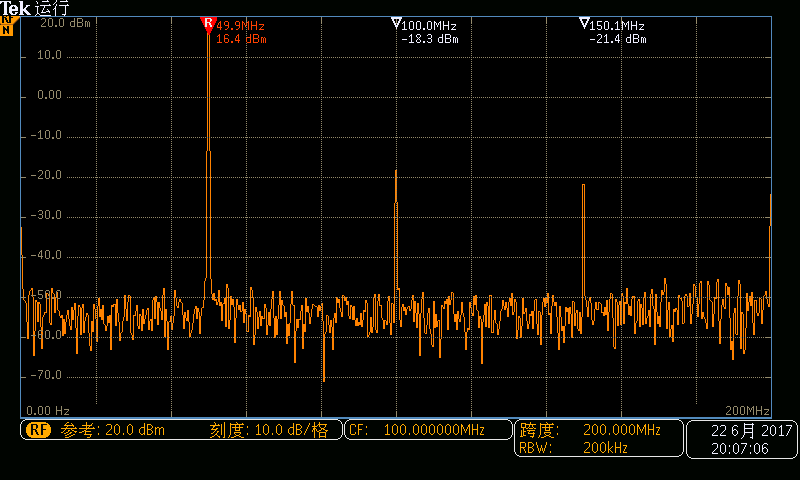 Tek 运行
RF
N
20.0 dBm
R
49.9MHz
16.4 dBm
100.0MHz
-18.3 dBm
150.1MHz
-21.4 dBm
10.0
0.00
-10.0
-20.0
-30.0
-40.0
-50.0
-60.0
-70.0
0.00 Hz
200MHz
RF 参考: 20.0 dBm 刻度: 10.0 dB/格
CF: 100.000000MHz
跨度: 200.000MHz
RBW: 200kHz
22 6月 2017
20:07:06